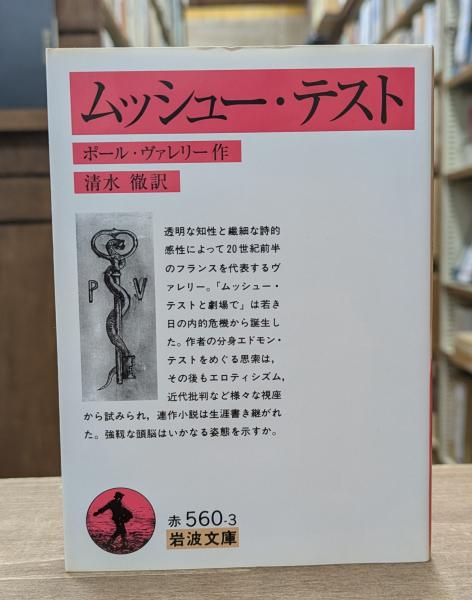 ムッシュー・テスト
ポール・ヴァレリー作
清水 徹訳
P V
透明な知性と繊細な詩的
感性によって20世紀前半
のフランスを代表するヴ
ァレリー。「ムッシュー・
テストと劇場で」は若き
日の内的危機から誕生し
た。作者の分身エドモン・
テストをめぐる思索は,
その後もエロティシズム,
近代批判など様々な視座
から試みられ, 連作小説は生涯書き継がれ
た。強靱な頭脳はいかなる姿態を示すか。
赤 560-3
岩波文庫